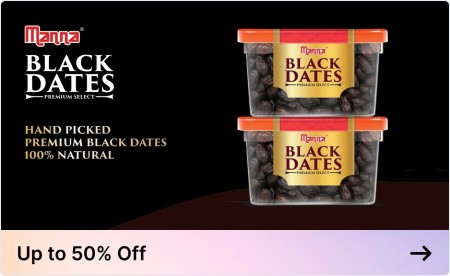 Manna
BLACK
DATES
PREMIUM SELECT
HAND PICKED
PREMIUM BLACK DATES
100% NATURAL
Manna
BLACK
DATES
PREMIUM SELECT
Manna
BLACK
DATES
PREMIUM SELECT
Up to 50% Off